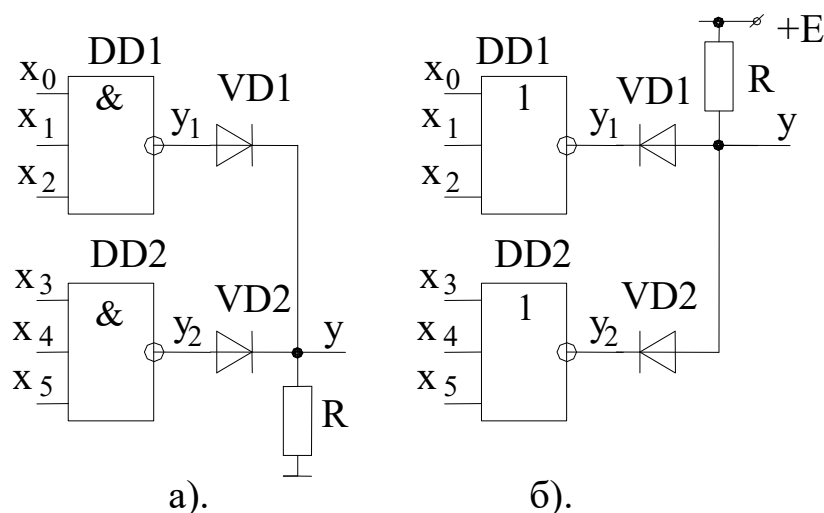 DD1
x0
&
VD1
x1
y1
x2
DD2
x3
&
VD2
x4
y2
y
x5
R
а).
+E
DD1
x0
1
VD1
R
x1
y1
y
x2
DD2
x3
1
VD2
x4
y2
x5
б).